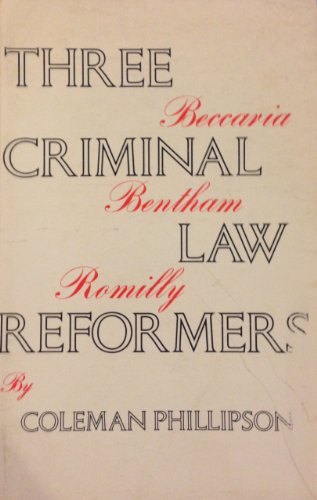 THREE
Beccaria
CRIMINAL
Bentham
LAW
Romilly
REFORMERS
By
COLEMAN PHILLIPSON